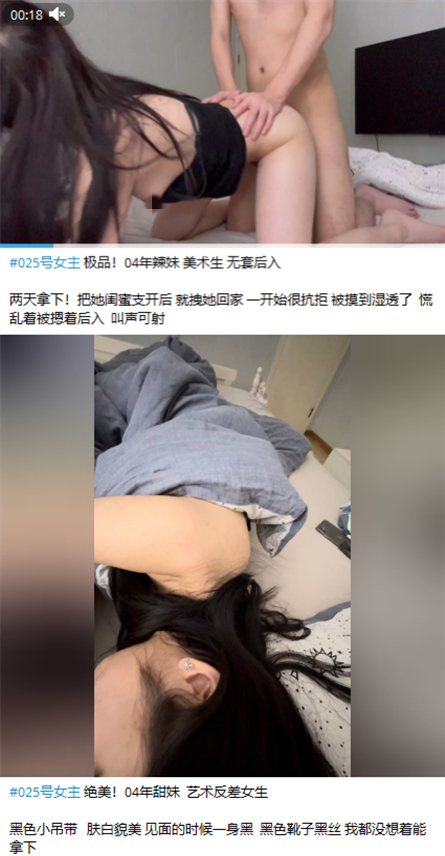 00:18
#025号女主 极品！04年辣妹 美术生 无套后入
两天拿下！把她闺蜜支开后 就拽她回家 一开始很抗拒 被摸到湿透了 慌
乱着被摁着后入 叫声可射
#025号女主 绝美！04年甜妹 艺术反差女生
黑色小吊带 肤白貌美 见面的时候一身黑 黑色靴子黑丝 我都没想着能
拿下